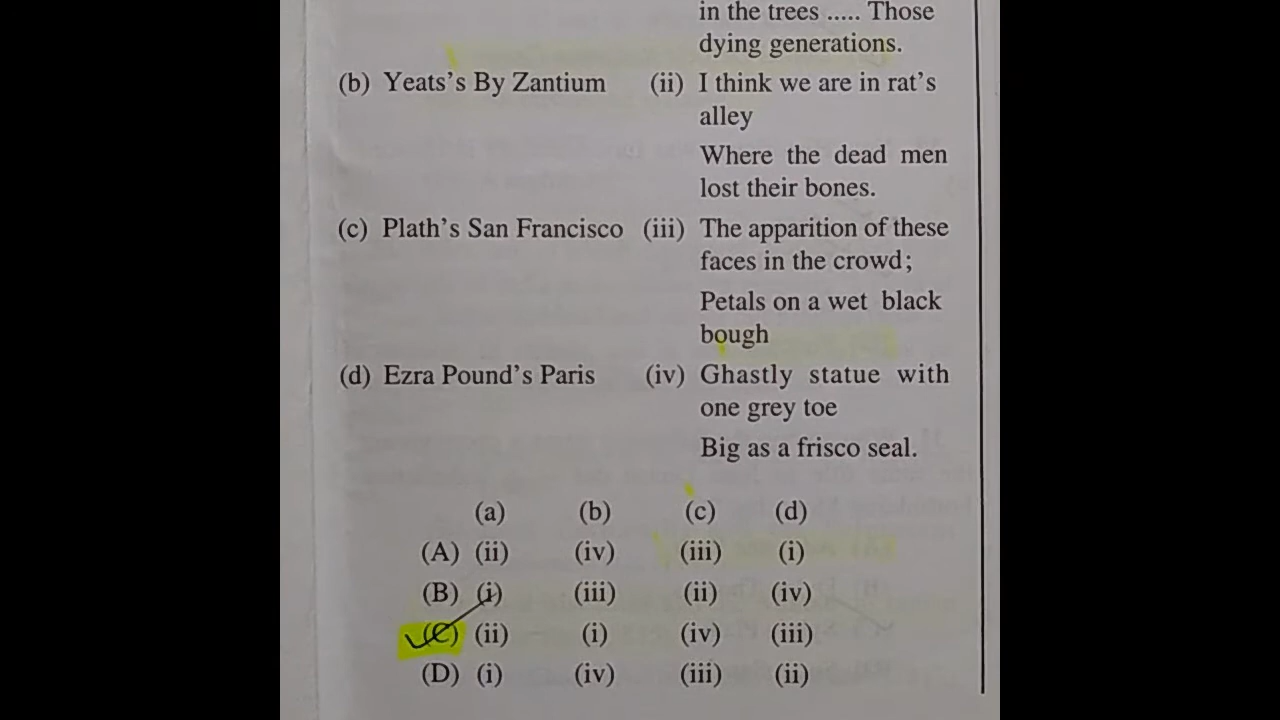 in the trees ..... Those
dying generations.
(b) Yeats's By Zantium (ii) I think we are in rat's
alley
Where the dead men
lost their bones.
(c) Plath's San Francisco (iii) The apparition of these
faces in the crowd;
Petals on a wet black
bough
(d) Ezra Pound's Paris (iv) Ghastly statue with
one grey toe
Big as a frisco seal.
(a) (b) (c) (d)
(A) (ii) (iv) (iii) (i)
(B) (i) (iii) (ii) (iv)
(C) (ii) (i) (iv) (iii)
(D) (i) (iv) (iii) (ii)